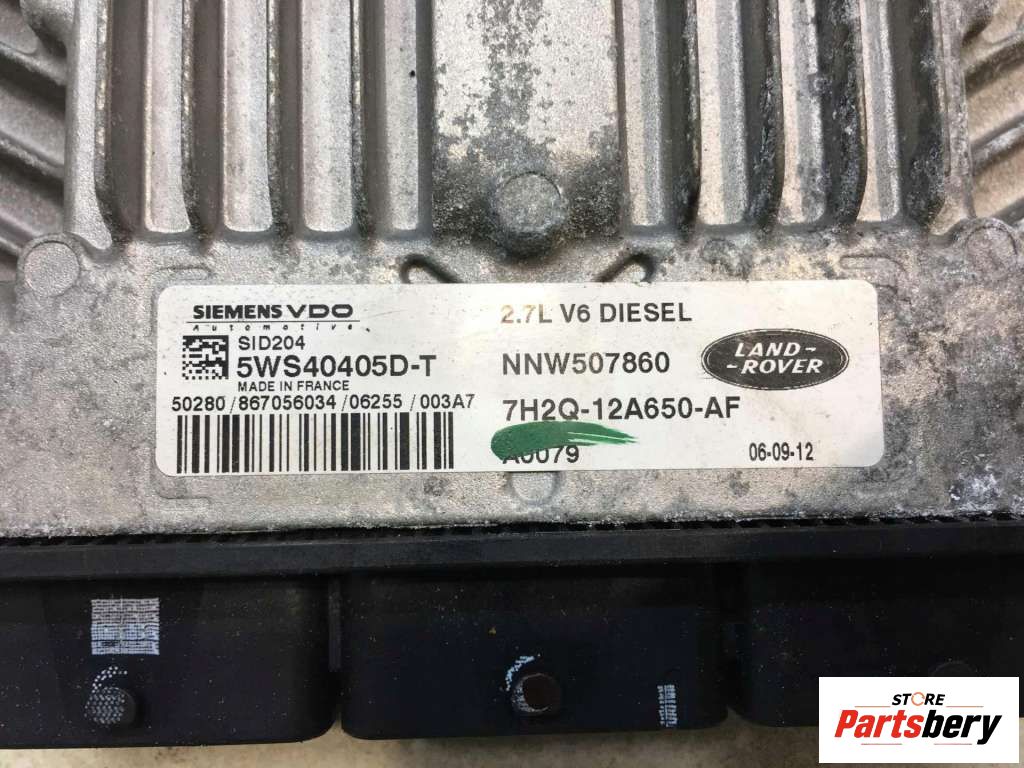 SIEMENS VDO
Automotive
SID204
5WS40405D-T
MADE IN FRANCE
50280/867056034/06255/003A7
2.7L V6 DIESEL
NNW507860
7H2Q-12A650-AF
A0079
06-09-12
LAND-
-ROVER
STORE
Partsbery